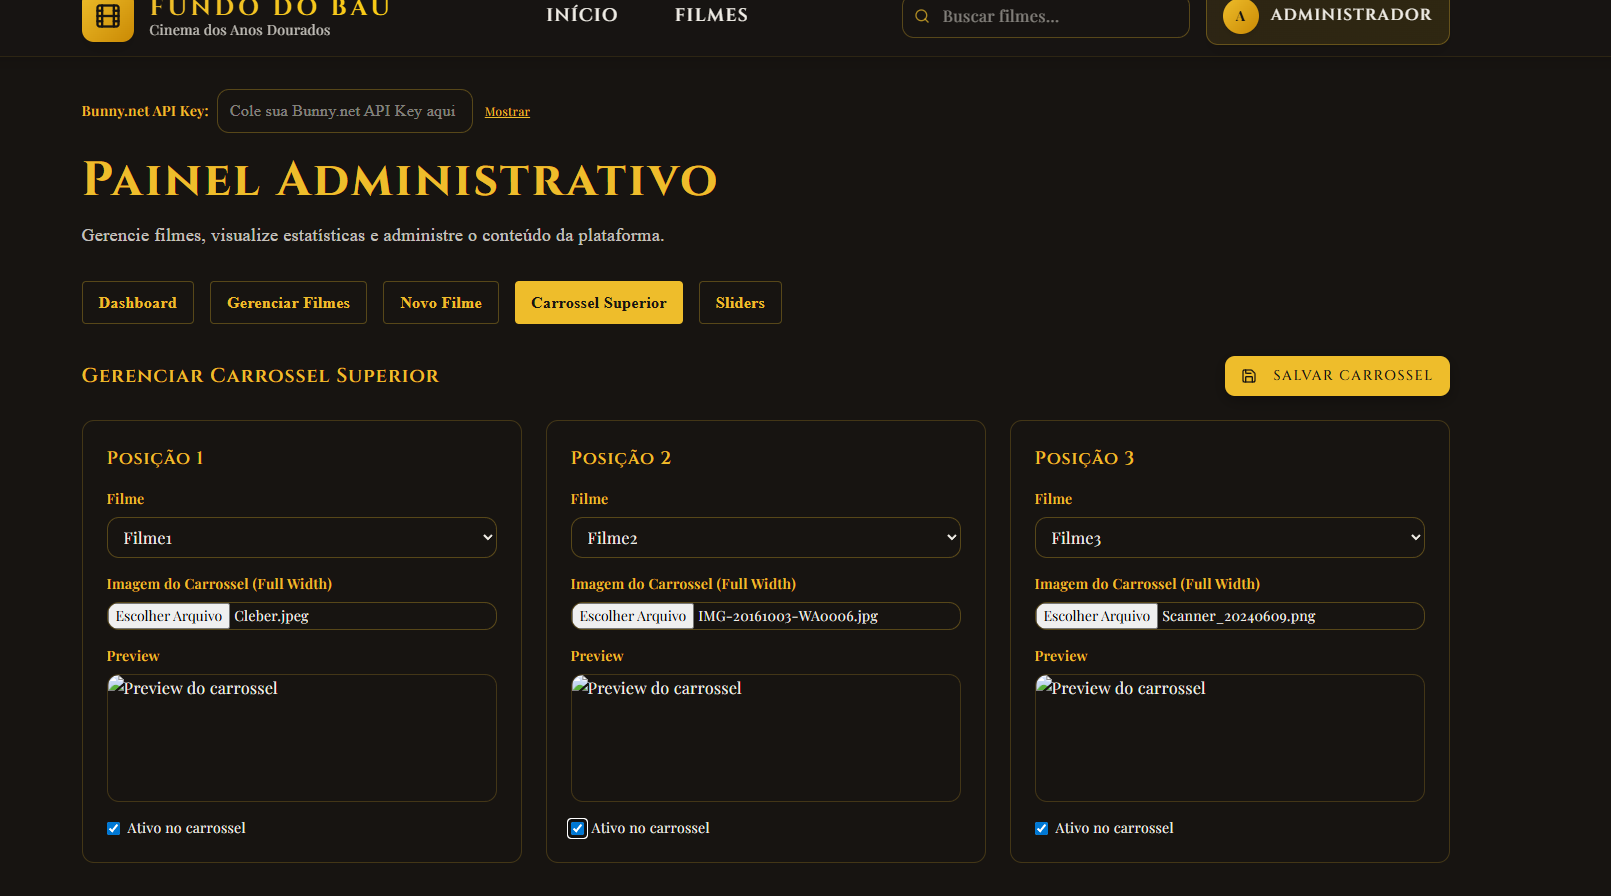 FUNDO DO BAÚ
Cinema dos Anos Dourados
INÍCIO
FILMES
Buscar filmes...
A
ADMINISTRADOR
Bunny.net API Key:
Cole sua Bunny.net API Key aqui
Mostrar
Painel Administrativo
Gerencie filmes, visualize estatísticas e administre o conteúdo da plataforma.
Dashboard
Gerenciar Filmes
Novo Filme
Carrossel Superior
Sliders
Gerenciar Carrossel Superior
SALVAR CARROSSEL
Posição 1
Filme
Filme1
Imagem do Carrossel (Full Width)
Escolher Arquivo Cleber.jpeg
Preview
Preview do carrossel
Ativo no carrossel
Posição 2
Filme
Filme2
Imagem do Carrossel (Full Width)
Escolher Arquivo IMG-20161003-WA0006.jpg
Preview
Preview do carrossel
Ativo no carrossel
Posição 3
Filme
Filme3
Imagem do Carrossel (Full Width)
Escolher Arquivo Scanner_20240609.png
Preview
Preview do carrossel
Ativo no carrossel